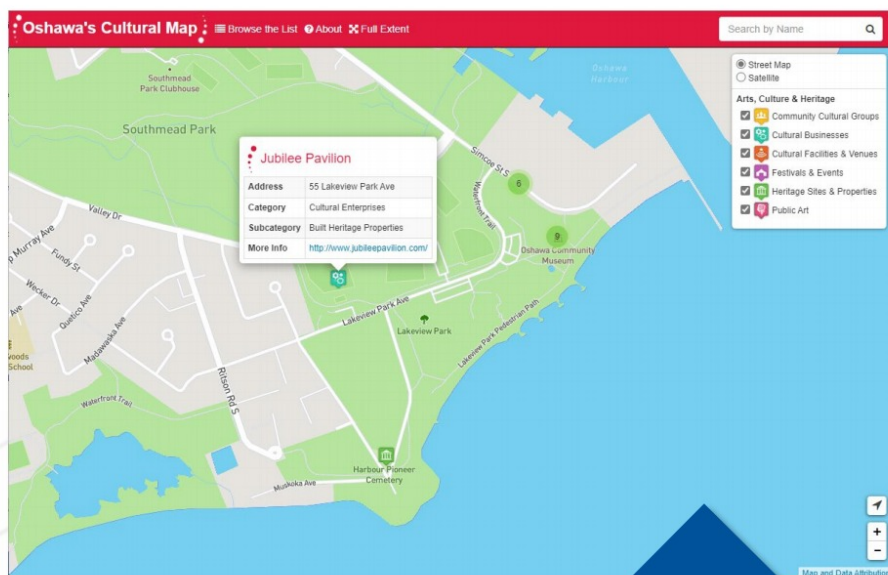 Oshawa's Cultural Map
Browse the List
About
Full Extent
Search by Name
Street Map
Satellite
Arts, Culture & Heritage
Community Cultural Groups
Cultural Businesses
Cultural Facilities & Venues
Festivals & Events
Heritage Sites & Properties
Public Art
Oshawa
Harbour
Southmead
Park Clubhouse
Southmead Park
Jubilee Pavilion
Address 55 Lakeview Park Ave
Category Cultural Enterprises
Subcategory Built Heritage Properties
More Info http://www.jubileepavilion.com/
Simcoe St S
6
Waterfront Trail
9
Oshawa Community
Museum
Valley Dr
Murray Ave
Fundy St
Wecker Dr
Quetico Ave
Ave
Madawaska Ave
Lakeview Park Ave
Lakeview Park
Lakeview Park Pedestrian Path
woods
School
Ritson Rd S
Waterfront Trail
Harbour Pioneer
Cemetery
Muskoka Ave
+
−
Map and Data Attribution